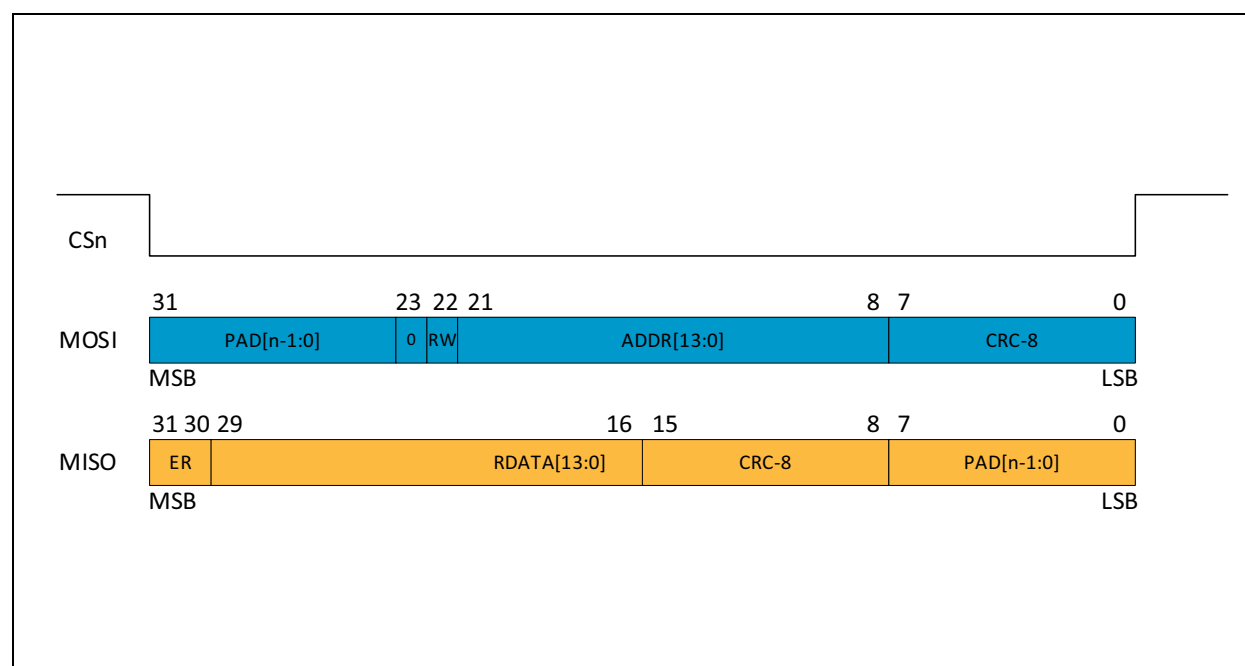 CSn
31 23 22 21 8 7 0
MOSI PAD[n-1:0] 0 RW ADDR[13:0] CRC-8
MSB LSB
31 30 29 16 15 8 7 0
MISO ER RDATA[13:0] CRC-8 PAD[n-1:0]
MSB LSB